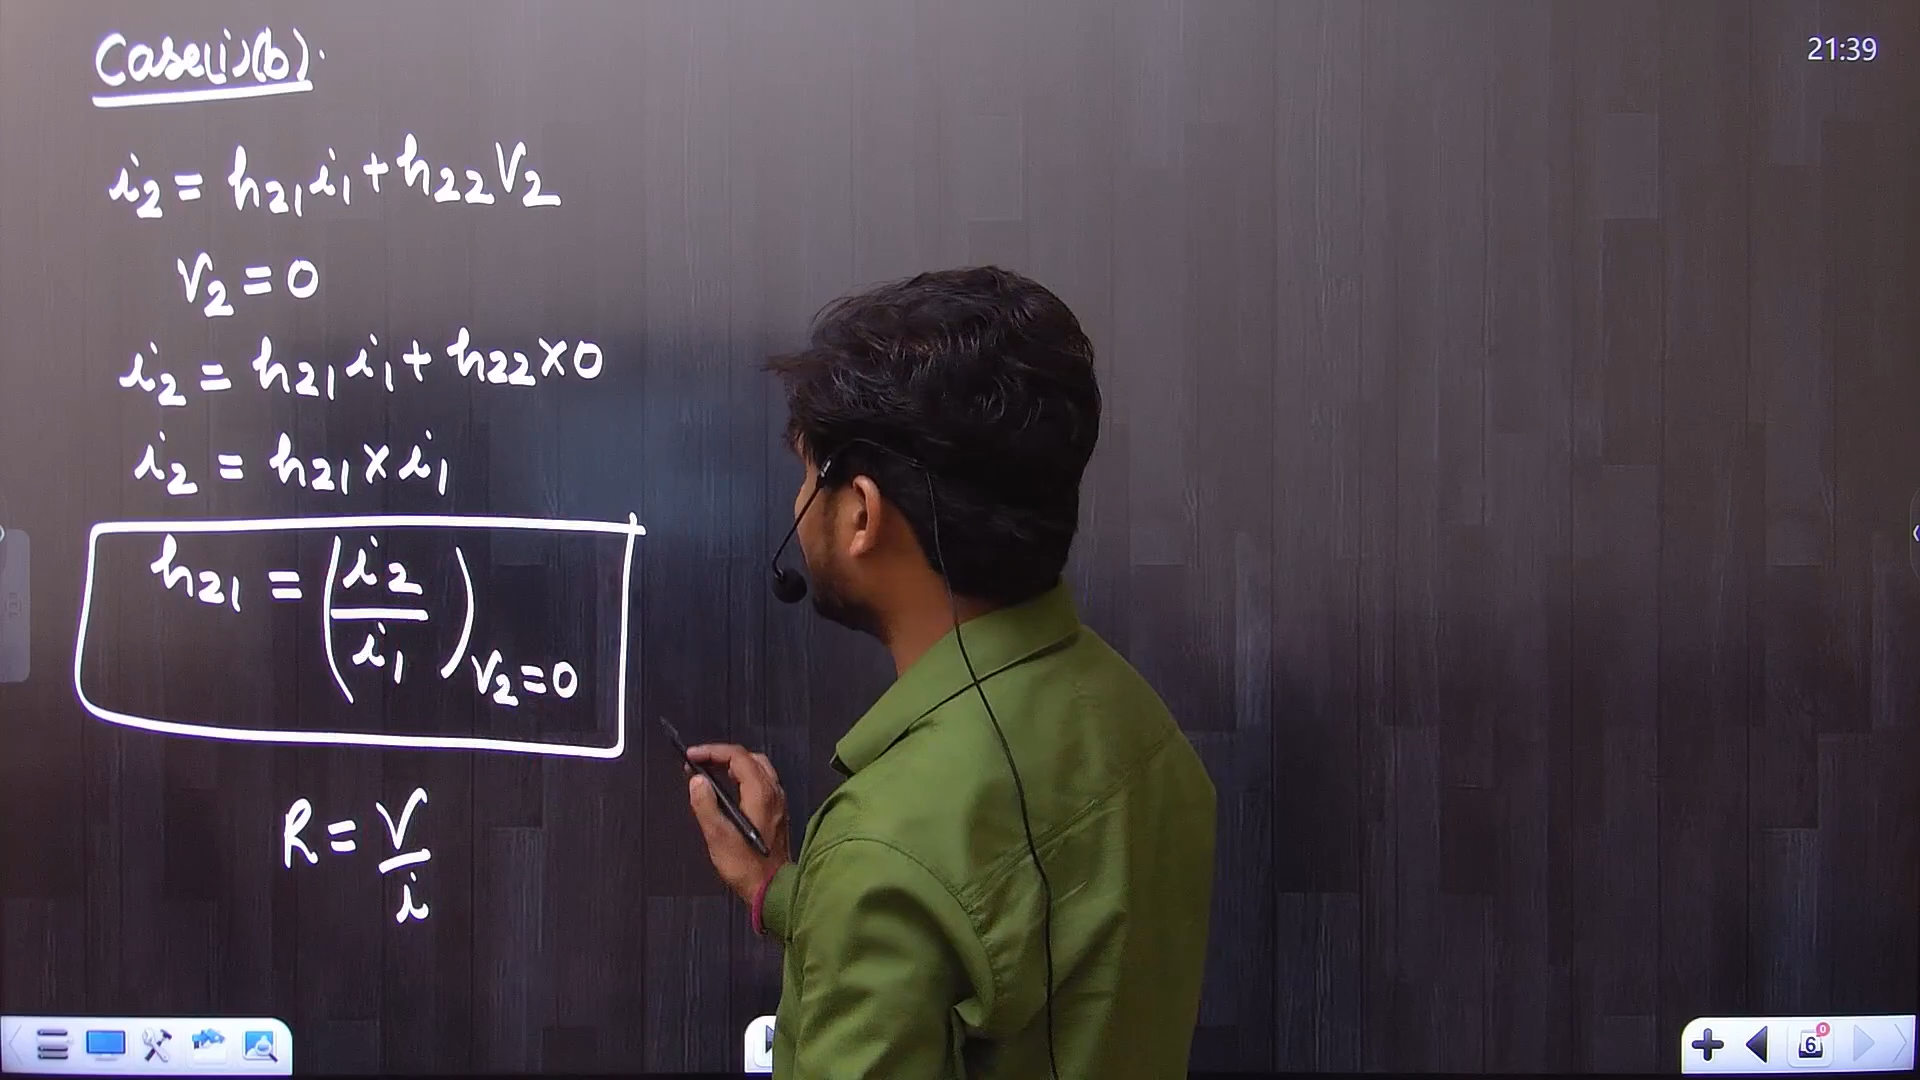 Case(i)(b).
21:39
i₂ = h₂₁i₁ + h₂₂V₂
V₂ = 0
i₂ = h₂₁i₁ + h₂₂×0
i₂ = h₂₁×i₁
h₂₁ = (i₂/i₁)V₂=0
R = V/i
0
6